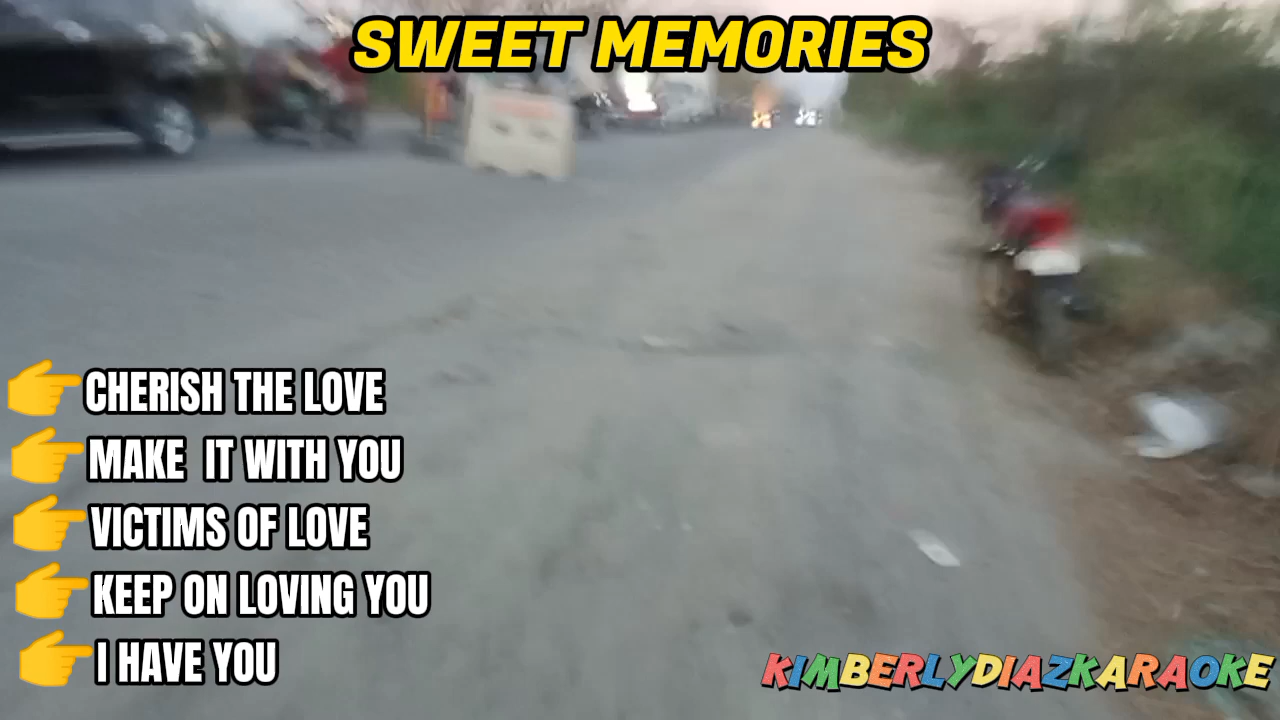 SWEET MEMORIES
👉CHERISH THE LOVE
👉MAKE IT WITH YOU
👉VICTIMS OF LOVE
👉KEEP ON LOVING YOU
👉I HAVE YOU
KIMBERLYDIAZKARAOKE